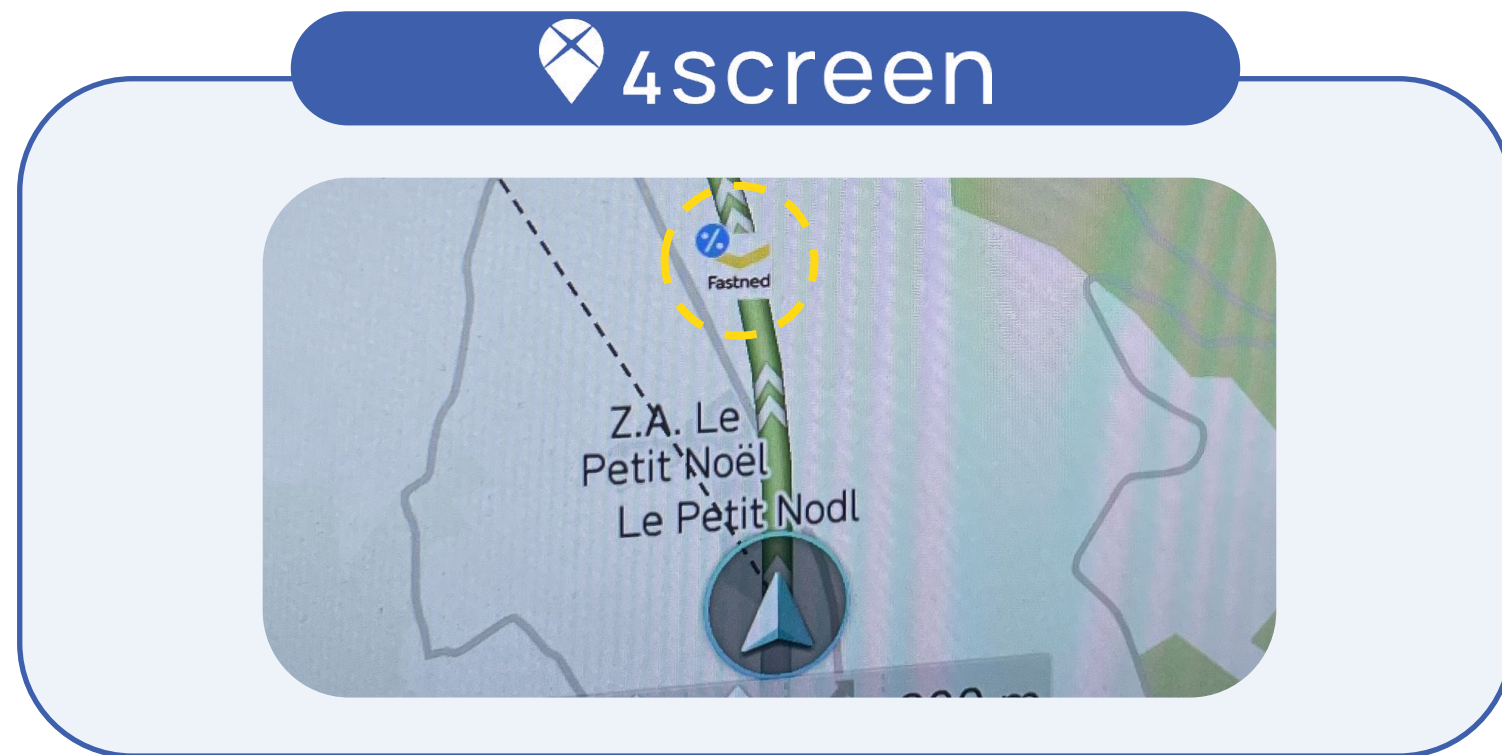 4screen
%
Fastned
Z.A. Le
Petit Noël
Le Petit Nodl